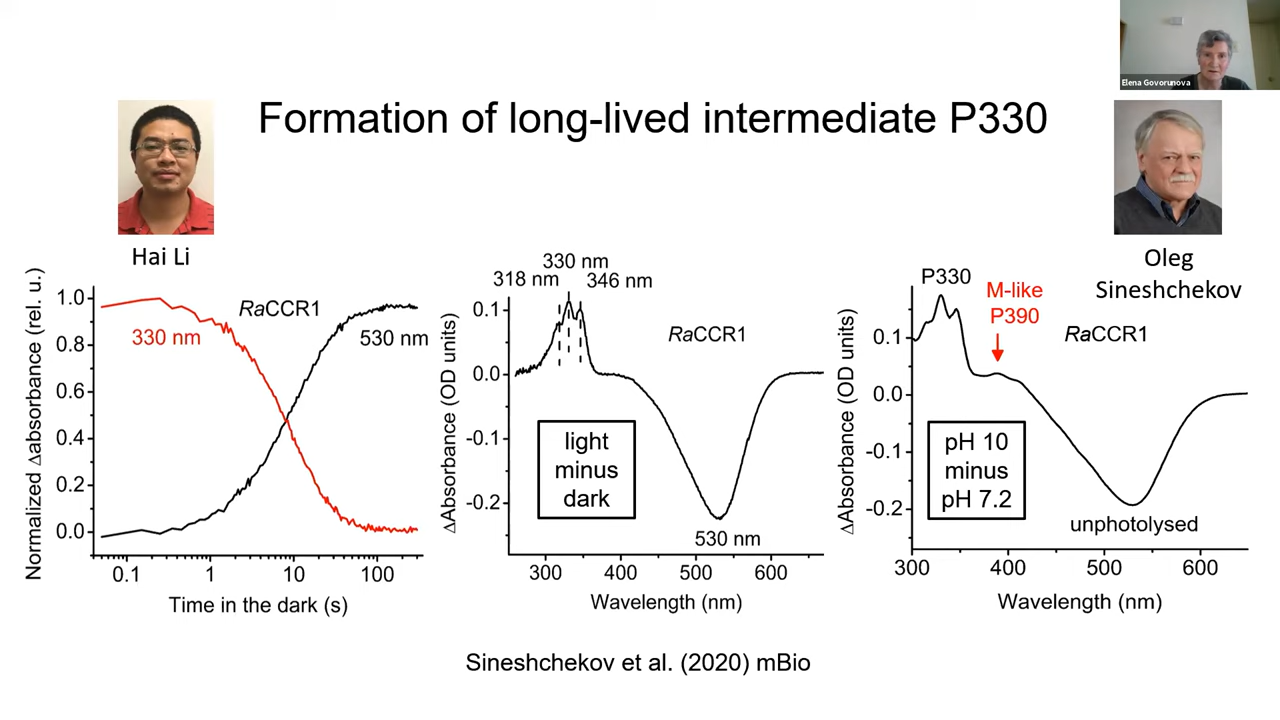 Elena Govorunova
Formation of long-lived intermediate P330
Hai Li
Oleg
Sineshchekov
Normalized Δabsorbance (rel. u.)
1.0
0.8
0.6
0.4
0.2
0.0
RaCCR1
330 nm
530 nm
0.1
1
10
100
Time in the dark (s)
330 nm
318 nm
346 nm
ΔAbsorbance (OD units)
0.1
0.0
-0.1
-0.2
RaCCR1
light
minus
dark
530 nm
300
400
500
600
Wavelength (nm)
P330
M-like
P390
RaCCR1
ΔAbsorbance (OD units)
0.1
0.0
-0.1
-0.2
pH 10
minus
pH 7.2
unphotolysed
300
400
500
600
Wavelength (nm)
Sineshchekov et al. (2020) mBio